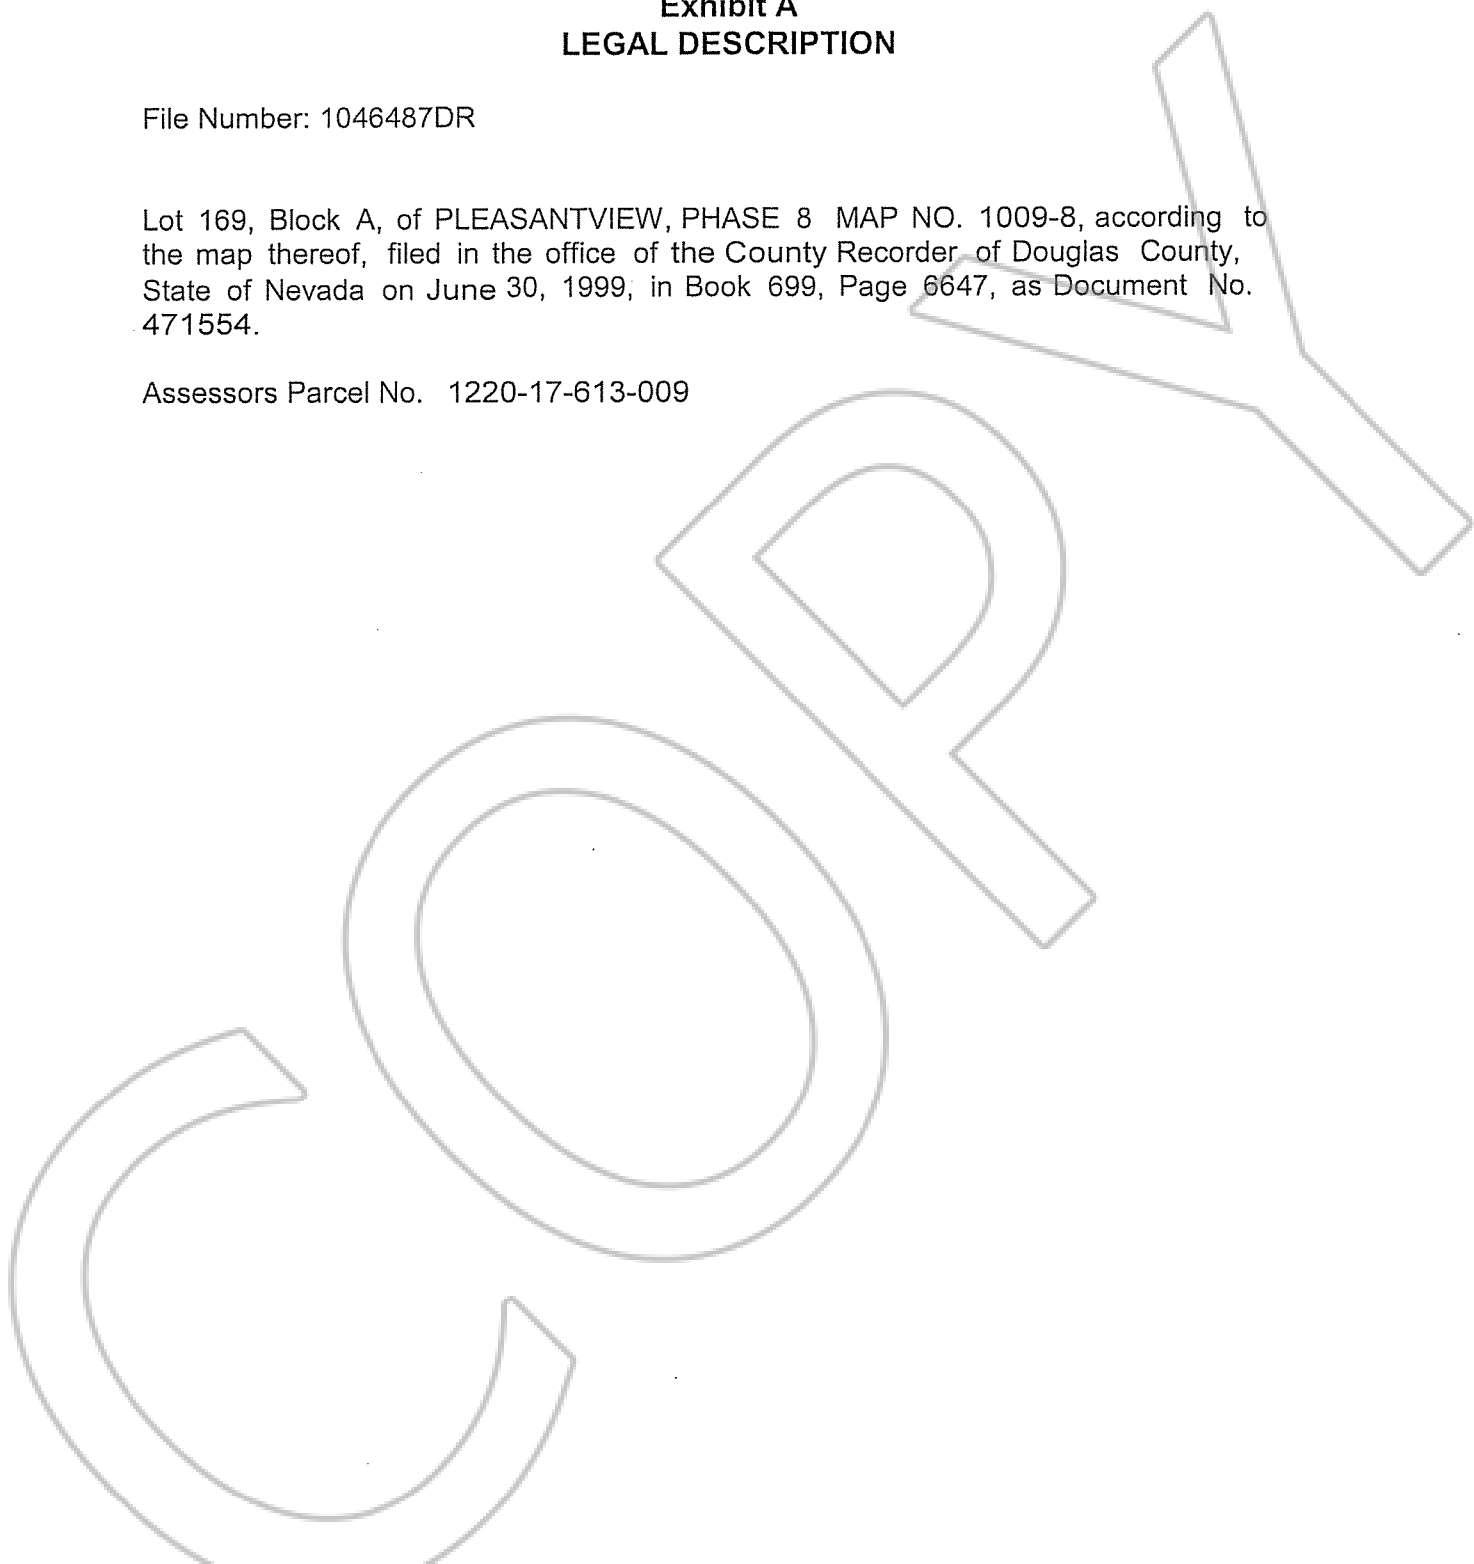 Exhibit A
LEGAL DESCRIPTION
File Number: 1046487DR
Lot 169, Block A, of PLEASANTVIEW, PHASE 8 MAP NO. 1009-8, according to
the map thereof, filed in the office of the County Recorder of Douglas County,
State of Nevada on June 30, 1999, in Book 699, Page 6647, as Document No.
471554.
Assessors Parcel No. 1220-17-613-009
COPY